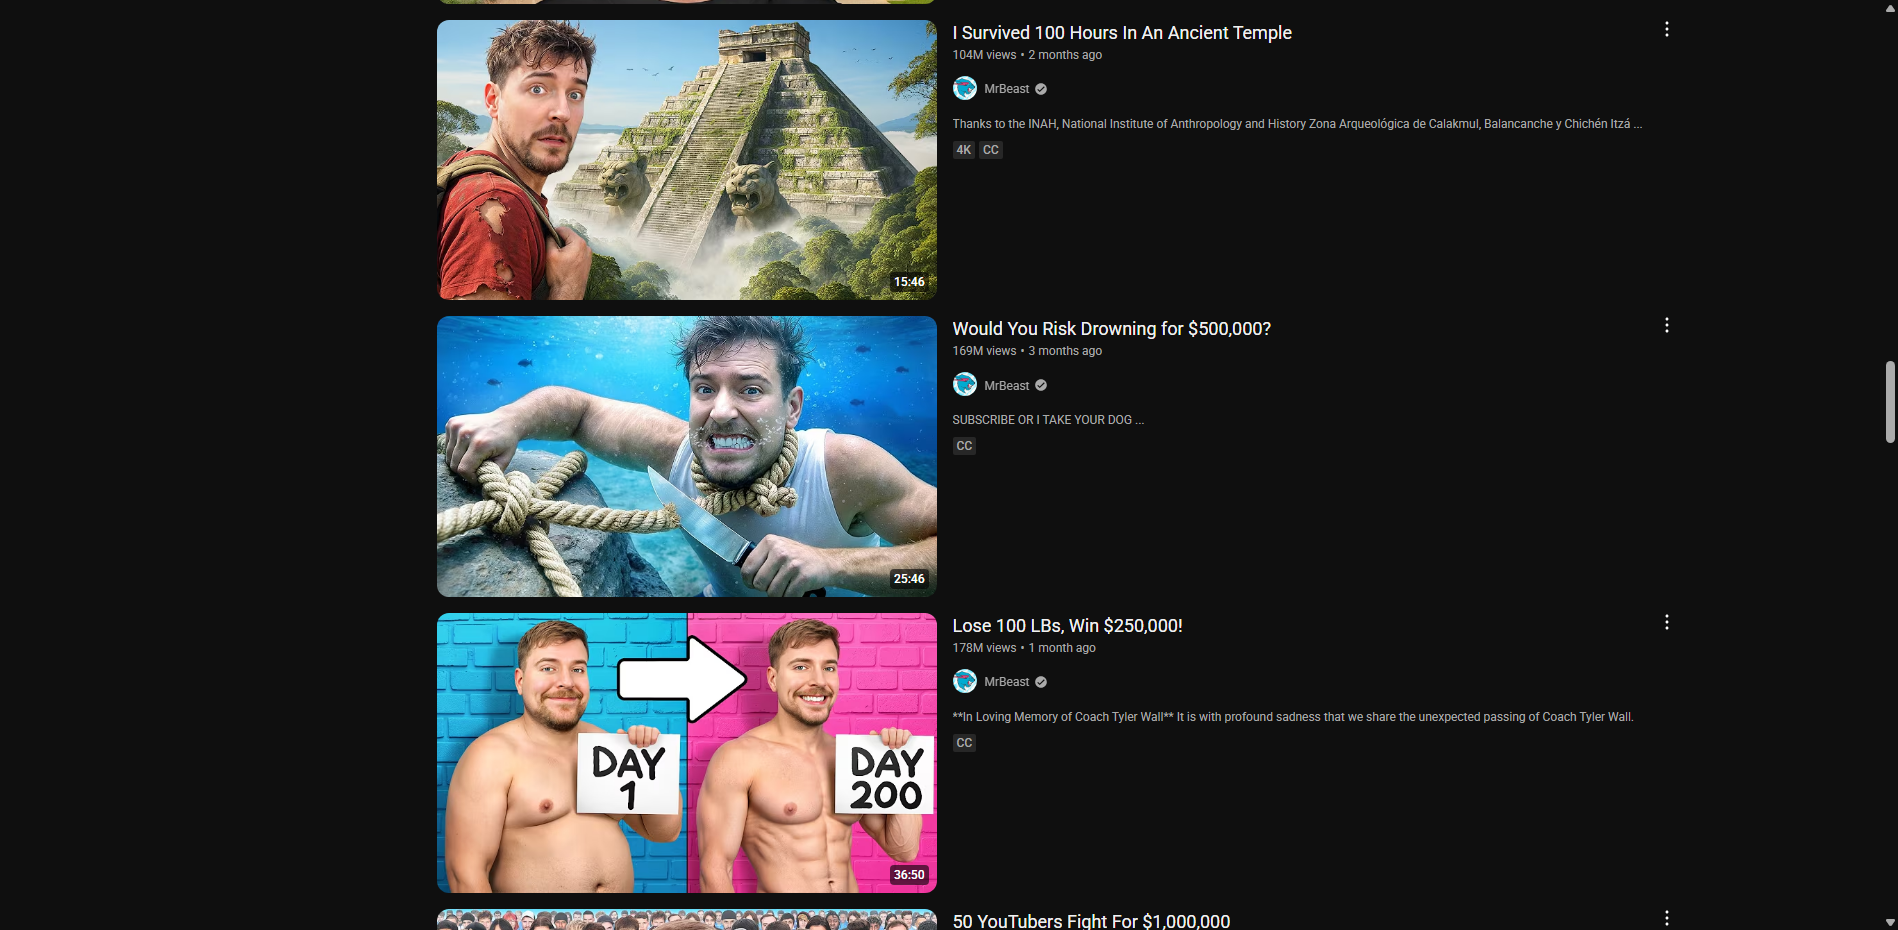 I Survived 100 Hours In An Ancient Temple
104M views • 2 months ago
MrBeast
Thanks to the INAH, National Institute of Anthropology and History Zona Arqueológica de Calakmul, Balancanche y Chichén Itzá ...
4K CC
15:46
Would You Risk Drowning for $500,000?
169M views • 3 months ago
MrBeast
SUBSCRIBE OR I TAKE YOUR DOG ...
CC
25:46
Lose 100 LBs, Win $250,000!
178M views • 1 month ago
MrBeast
**In Loving Memory of Coach Tyler Wall** It is with profound sadness that we share the unexpected passing of Coach Tyler Wall.
CC
DAY
1
DAY
200
36:50
50 YouTubers Fight For $1,000,000